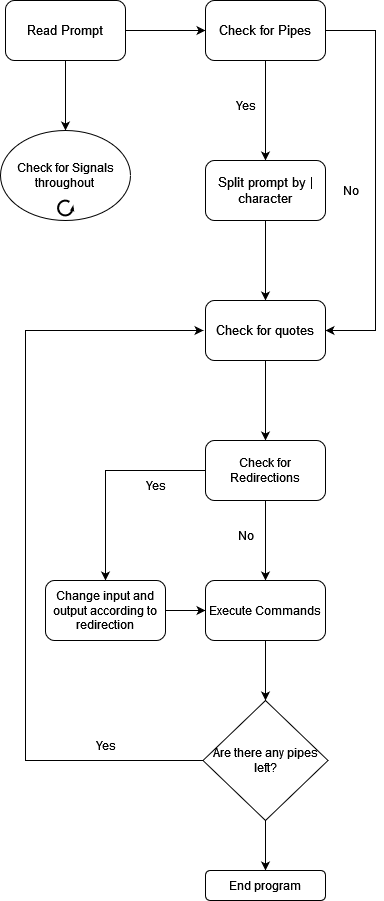 Read Prompt
Check for Pipes
Yes
Check for Signals
throughout
Split prompt by |
character
No
Check for quotes
Check for
Redirections
Yes
No
Change input and
output according to
redirection
Execute Commands
Are there any pipes
left?
Yes
End program